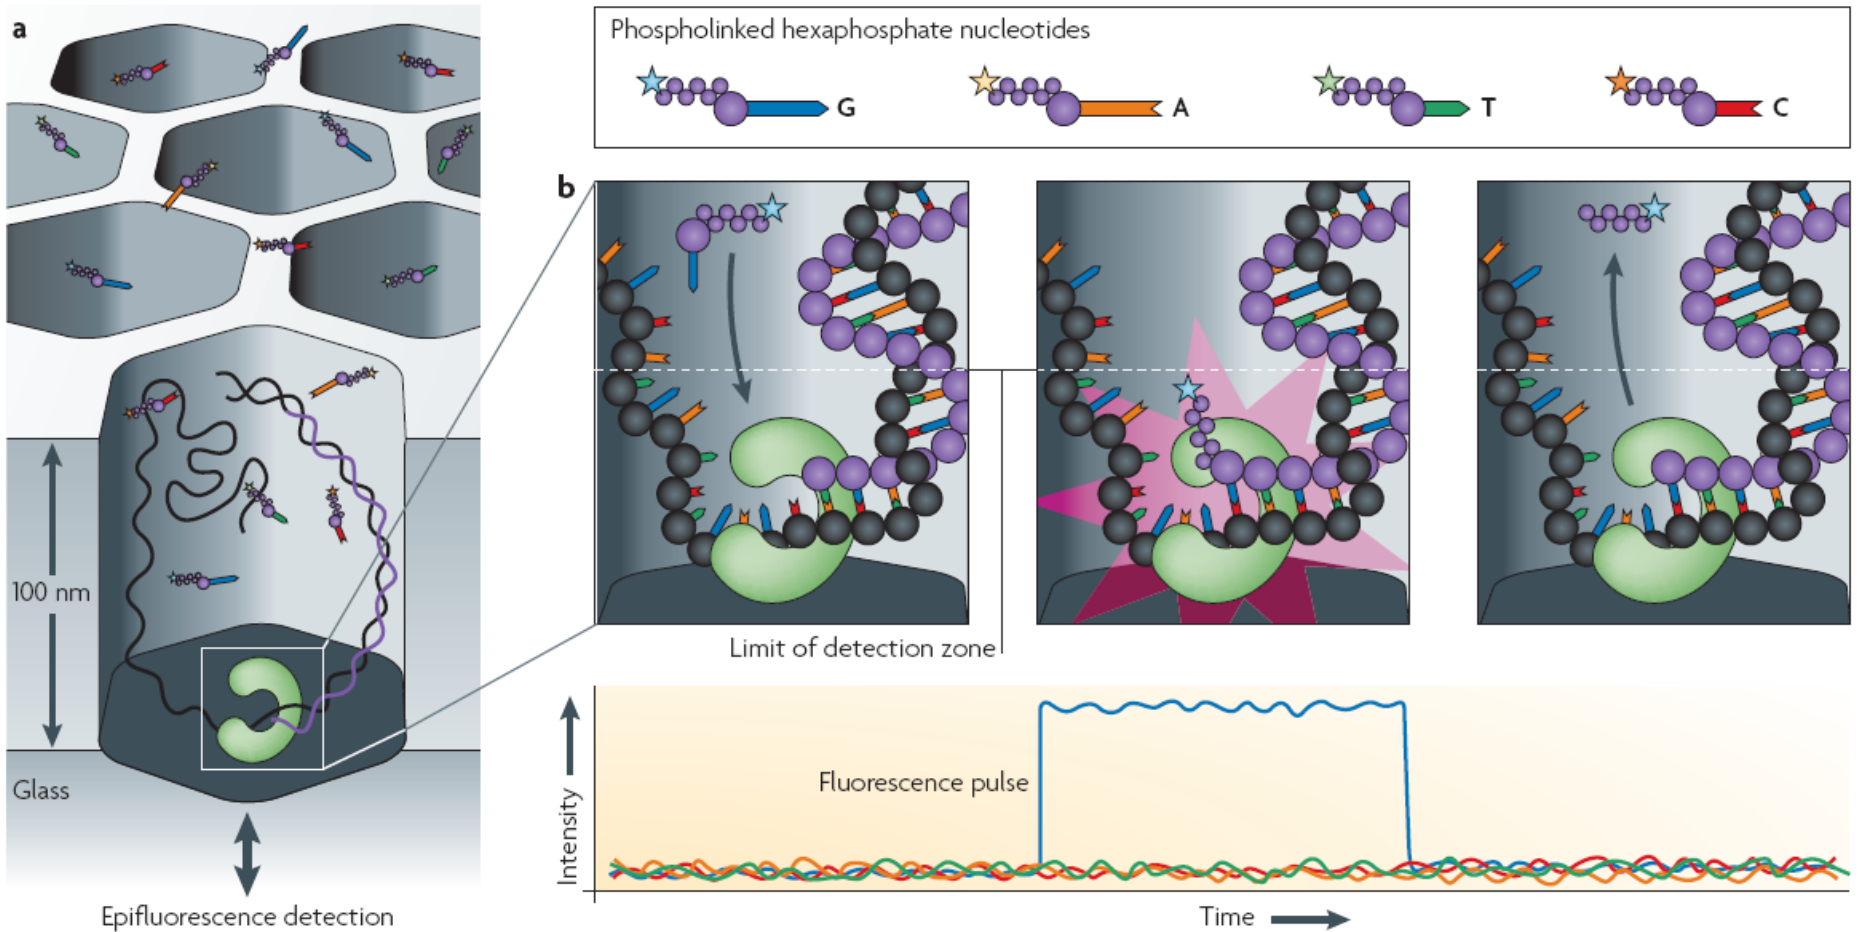 a
Phospholinked hexaphosphate nucleotides
G
A
T
C
b
100 nm
Glass
Epifluorescence detection
Limit of detection zone
Fluorescence pulse
Intensity
Time